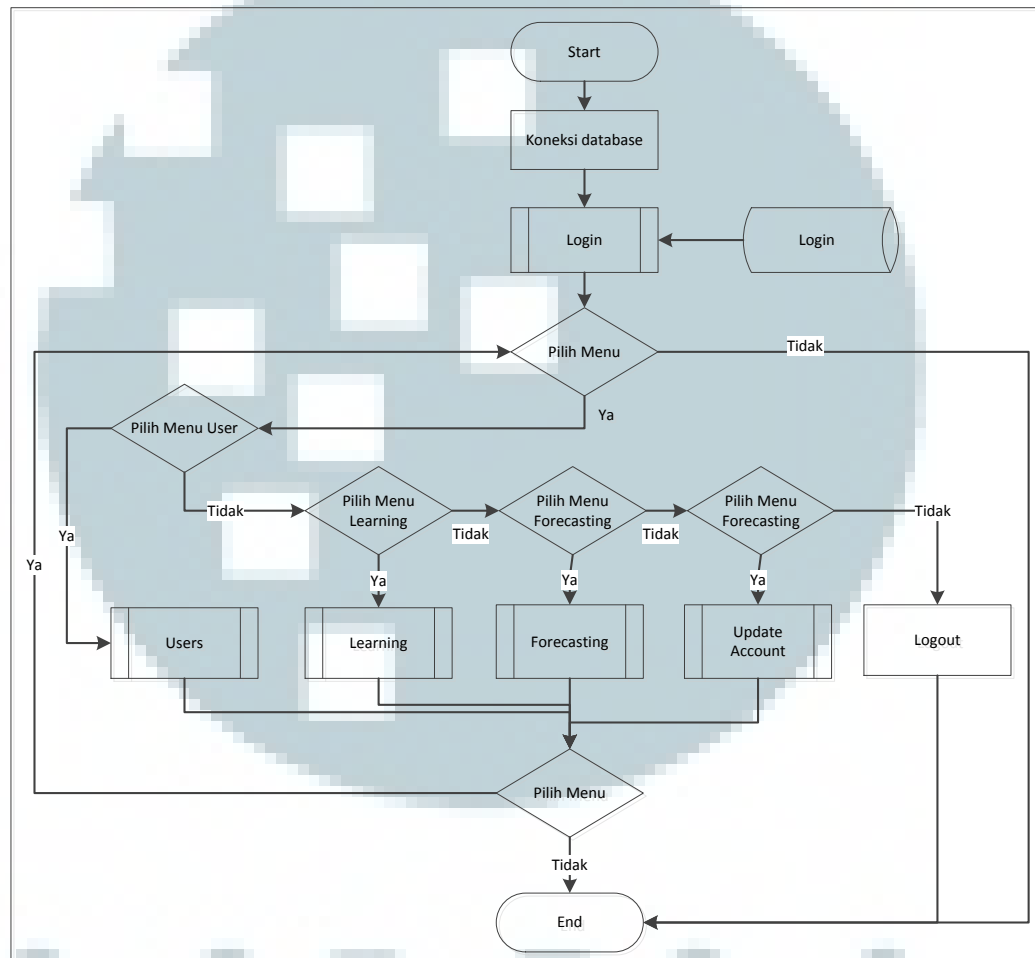 Start
Koneksi database
Login
Login
Pilih Menu
Tidak
Ya
Pilih Menu User
Pilih Menu
Learning
Pilih Menu
Forecasting
Pilih Menu
Forecasting
Tidak
Tidak
Tidak
Tidak
Ya
Ya
Ya
Ya
Ya
Users
Learning
Forecasting
Update
Account
Logout
Pilih Menu
Tidak
End